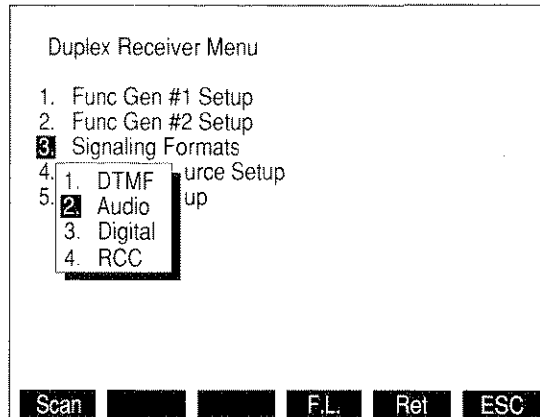 Duplex Receiver Menu
1. Func Gen #1 Setup
2. Func Gen #2 Setup
3. Signaling Formats
4. urce Setup
5. up
1. DTMF
2. Audio
3. Digital
4. RCC
Scan F.L. Ret ESC